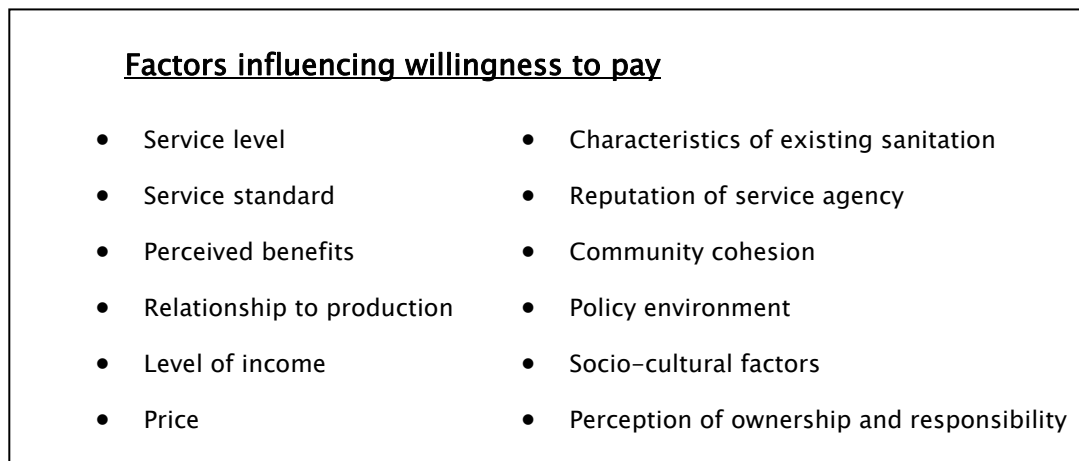 Factors influencing willingness to pay
• Service level
• Service standard
• Perceived benefits
• Relationship to production
• Level of income
• Price
• Characteristics of existing sanitation
• Reputation of service agency
• Community cohesion
• Policy environment
• Socio-cultural factors
• Perception of ownership and responsibility